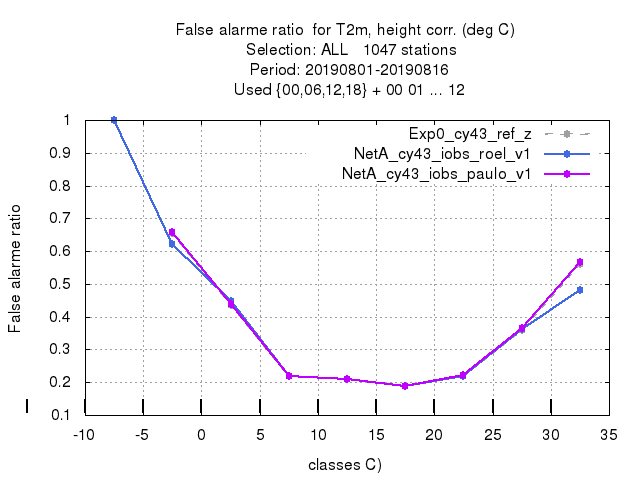 False alarme ratio  for T2m, height corr. (deg C)
Selection: ALL   1047 stations
Period: 20190801-20190816
Used {00,06,12,18} + 00 01 ... 12
Exp0_cy43_ref_z
NetA_cy43_iobs_roel_v1
NetA_cy43_iobs_paulo_v1
False alarme ratio
1
0.9
0.8
0.7
0.6
0.5
0.4
0.3
0.2
0.1
-10 -5 0 5 10 15 20 25 30 35
classes C)